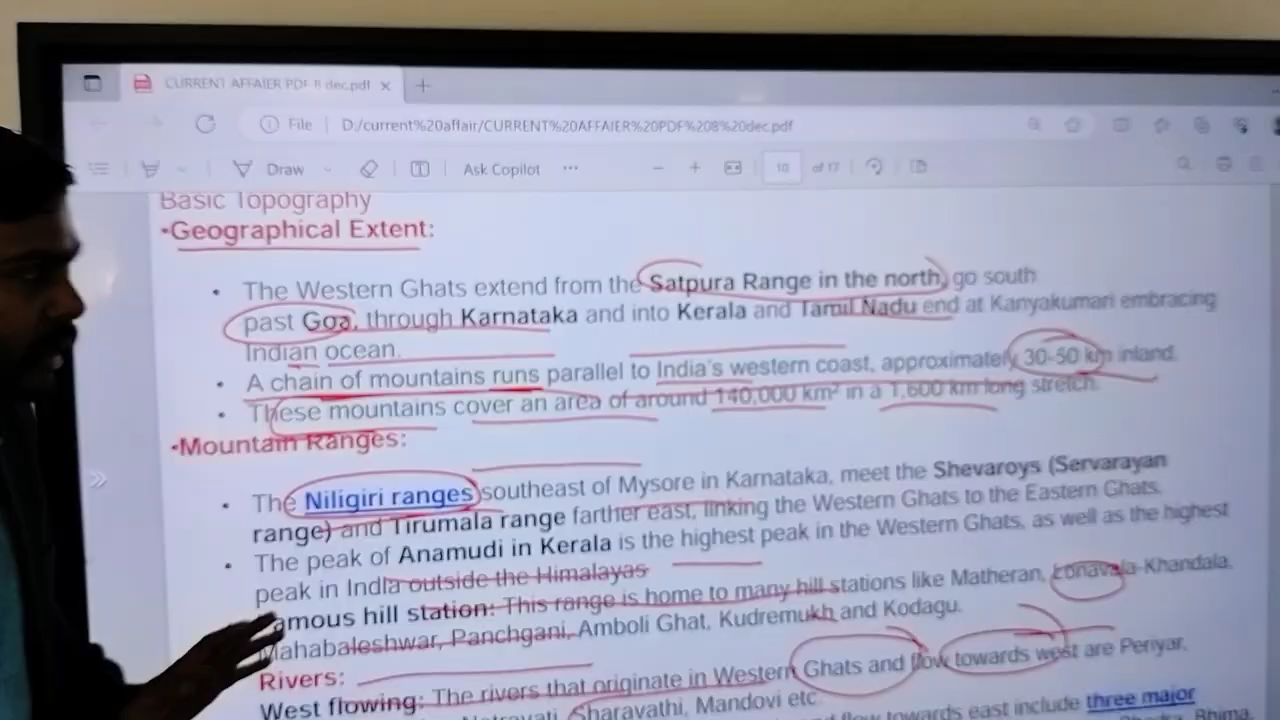 CURRENT AFFAIER PDF 8 dec.pdf
File D:/current%20affair/CURRENT%20AFFAIER%20PDF%208%20dec.pdf
Draw Ask Copilot ... 10 of 17
Basic Topography
•Geographical Extent:
• The Western Ghats extend from the Satpura Range in the north, go south
past Goa, through Karnataka and into Kerala and Tamil Nadu end at Kanyakumari embracing
Indian ocean.
• A chain of mountains runs parallel to India's western coast, approximately 30-50 km inland.
• These mountains cover an area of around 140,000 km² in a 1,600 km long stretch.
•Mountain Ranges:
• The Niligiri ranges southeast of Mysore in Karnataka, meet the Shevaroys (Servarayan
range) and Tirumala range farther east, linking the Western Ghats to the Eastern Ghats.
• The peak of Anamudi in Kerala is the highest peak in the Western Ghats, as well as the highest
peak in India outside the Himalayas
amous hill station: This range is home to many hill stations like Matheran, Lonavala-Khandala,
Mahabaleshwar, Panchgani, Amboli Ghat, Kudremukh and Kodagu.
Rivers:
West flowing: The rivers that originate in Western Ghats and flow towards west are Periyar,
Sharavathi, Mandovi etc
flow towards east include three major
Bhima,